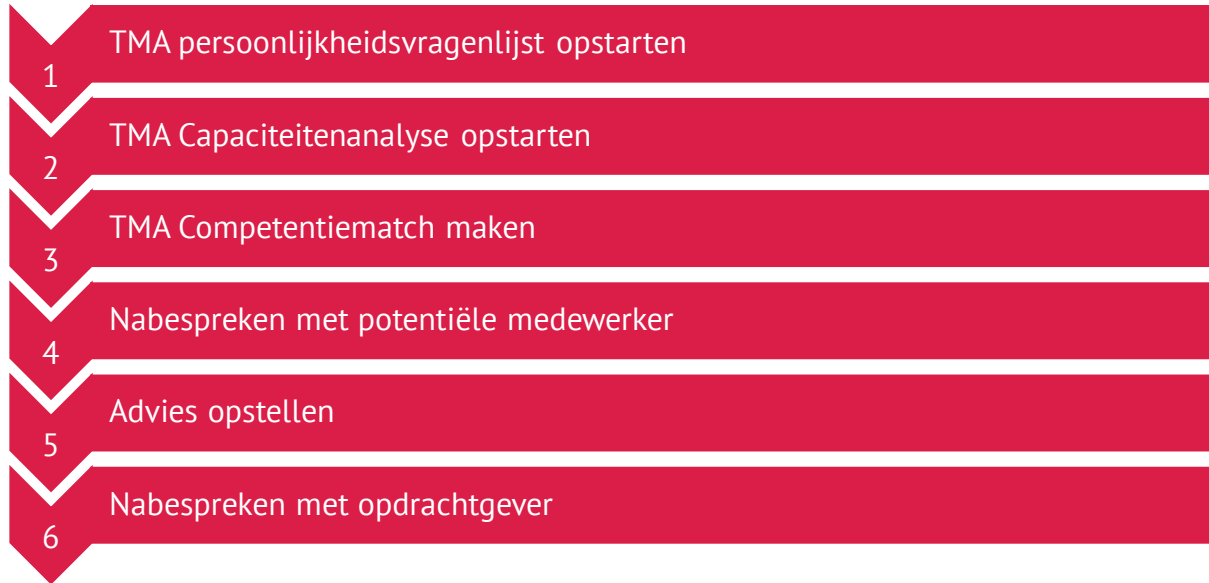 1
TMA persoonlijkheidsvragenlijst opstarten
2
TMA Capaciteitenanalyse opstarten
3
TMA Competentiematch maken
4
Nabespreken met potentiële medewerker
5
Advies opstellen
6
Nabespreken met opdrachtgever